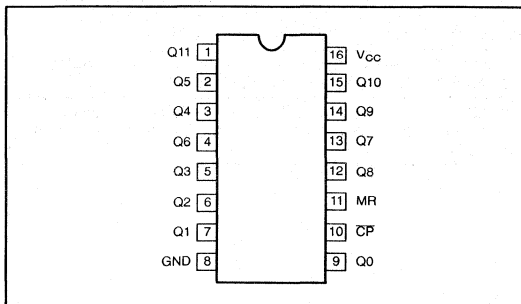 Q11 1 16 VCC
Q5 2 15 Q10
Q4 3 14 Q9
Q6 4 13 Q7
Q3 5 12 Q8
Q2 6 11 MR
Q1 7 10 C̅P̅
GND 8 9 Q0